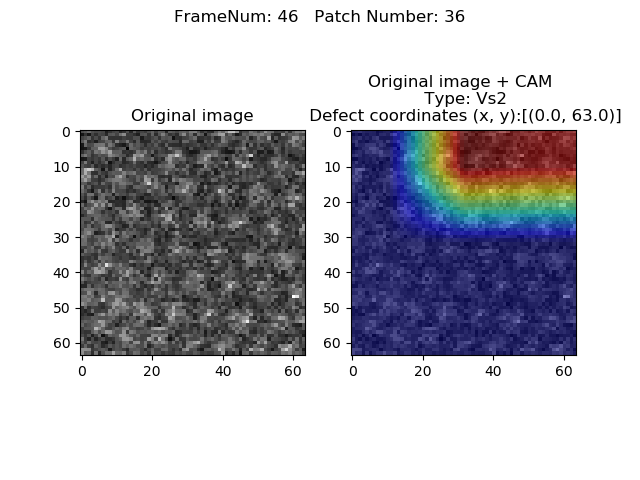 FrameNum: 46   Patch Number: 36
Original image
Original image + CAM
Type: Vs2
Defect coordinates (x, y):[(0.0, 63.0)]
0
10
20
30
40
50
60
0 20 40 60
0
10
20
30
40
50
60
0 20 40 60